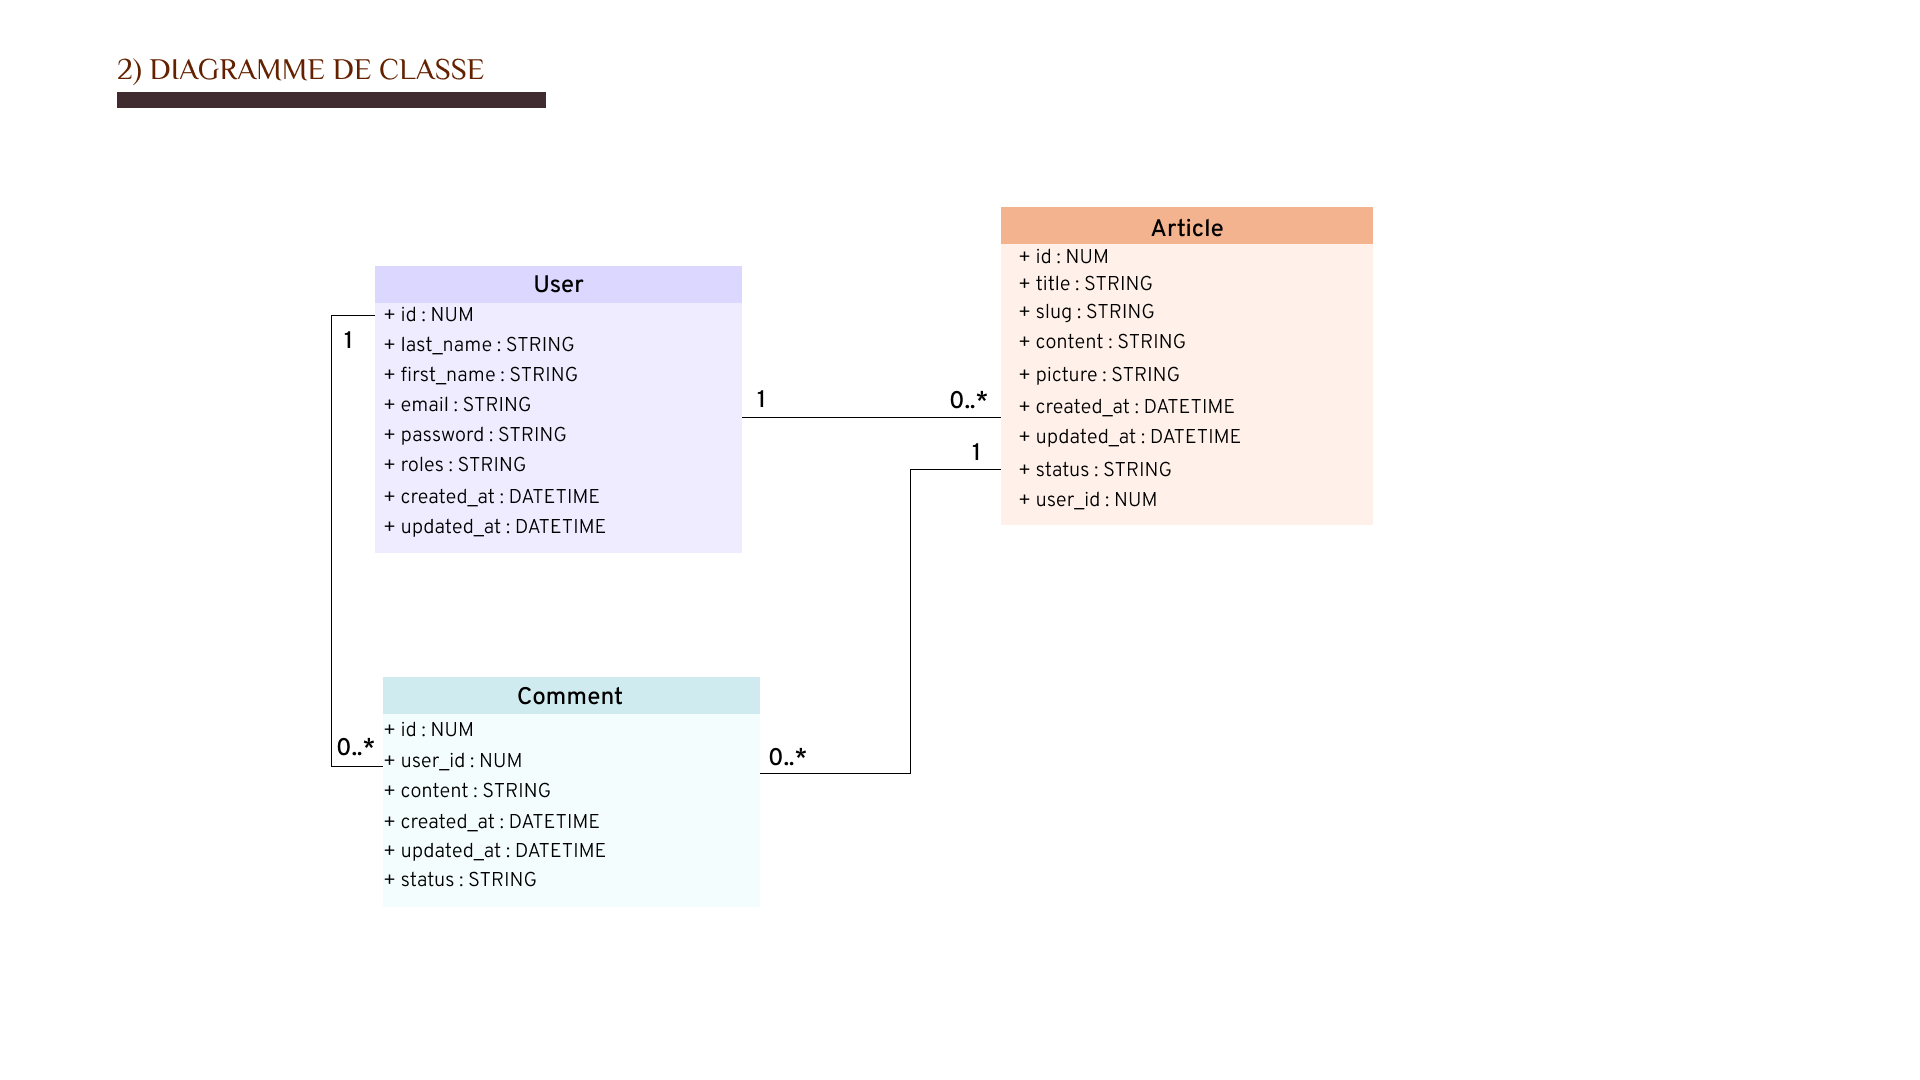 2) DIAGRAMME DE CLASSE
User
+ id : NUM
+ last_name : STRING
+ first_name : STRING
+ email : STRING
+ password : STRING
+ roles : STRING
+ created_at : DATETIME
+ updated_at : DATETIME
1
1
0..*
Article
+ id : NUM
+ title : STRING
+ slug : STRING
+ content : STRING
+ picture : STRING
+ created_at : DATETIME
+ updated_at : DATETIME
+ status : STRING
+ user_id : NUM
1
Comment
+ id : NUM
+ user_id : NUM
+ content : STRING
+ created_at : DATETIME
+ updated_at : DATETIME
+ status : STRING
0..*
0..*